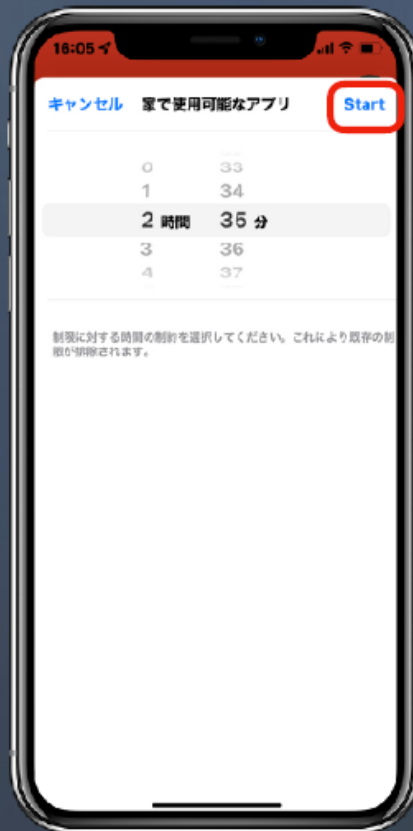 16:05
キャンセル 家で使用可能なアプリ Start
0 33
1 34
2 時間 35 分
3 36
4 37
制限に対する時間の制約を選択してください。これにより既存の制
限が排除されます。